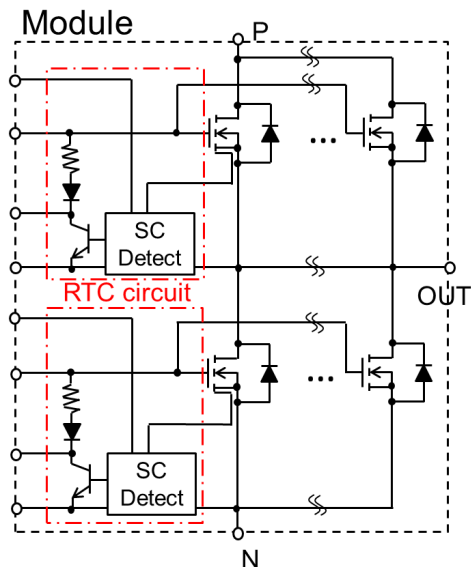 Module
P
...
SC
Detect
RTC circuit
OUT
...
SC
Detect
N